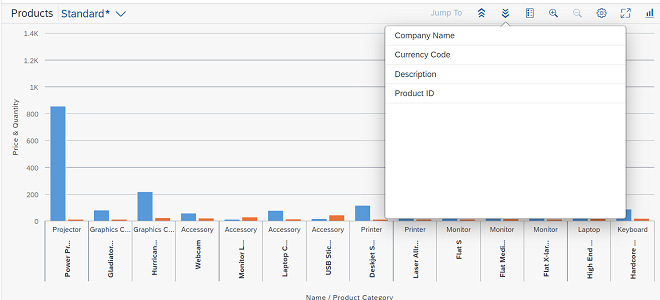 Products Standard* Jump To
Company Name
Currency Code
Description
Product ID
Price & Quantity
1.4K
1.2K
1K
800
600
400
200
0
Projector Graphics C... Graphics C... Accessory Accessory Accessory Accessory Printer Printer Monitor Monitor Monitor Laptop Keyboard
Power Pr...
Gladiator...
Hurrican...
Webcam
Monitor L...
Laptop C...
USB Stic...
Deskjet S...
Laser Allr...
Flat S
Flat Medi...
Flat X-lar...
High End ...
Hardcore ...
Name / Product Category